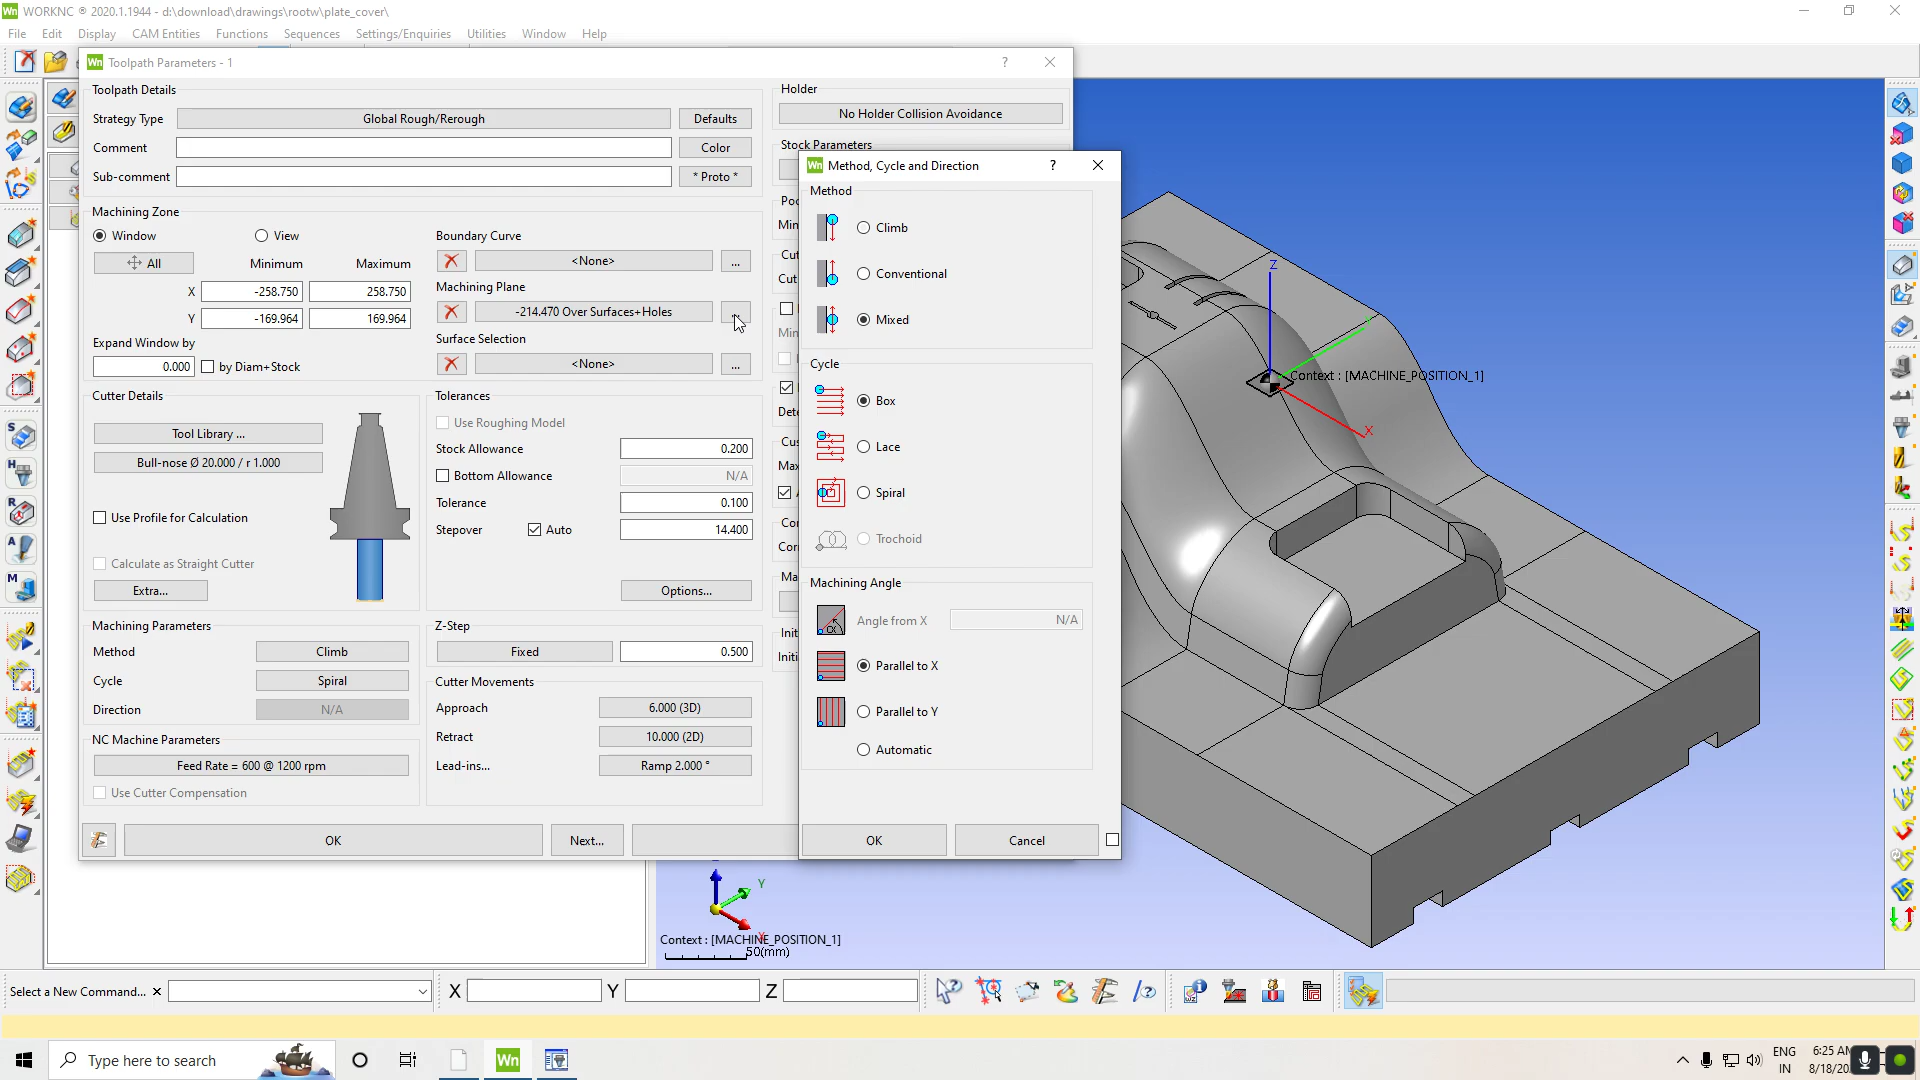 WORKNC ® 2020.1.1944 - d:\download\drawings\rootw\plate_cover\
File Edit Display CAM Entities Functions Sequences Settings/Enquiries Utilities Window Help
Toolpath Parameters - 1
Toolpath Details
Strategy Type Global Rough/Rerough Defaults
Comment Color
Sub-comment * Proto *
Machining Zone
Window View
All Minimum Maximum
X -258.750 258.750
Y -169.964 169.964
Expand Window by
0.000 by Diam+Stock
Boundary Curve
<None> ...
Machining Plane
-214.470 Over Surfaces+Holes
Surface Selection
<None> ...
Cutter Details
Tool Library ...
Bull-nose Ø 20.000 / r 1.000
Use Profile for Calculation
Calculate as Straight Cutter
Extra...
Tolerances
Use Roughing Model
Stock Allowance 0.200
Bottom Allowance N/A
Tolerance 0.100
Stepover Auto 14.400
Options...
Machining Parameters
Method Climb
Cycle Spiral
Direction N/A
Z-Step
Fixed 0.500
Cutter Movements
Approach 6.000 (3D)
Retract 10.000 (2D)
Lead-ins... Ramp 2.000 °
NC Machine Parameters
Feed Rate = 600 @ 1200 rpm
Use Cutter Compensation
OK Next...
Holder
No Holder Collision Avoidance
Stock Parameters
Method, Cycle and Direction
Method
Climb
Conventional
Mixed
Cycle
Box
Lace
Spiral
Trochoid
Machining Angle
Angle from X N/A
Parallel to X
Parallel to Y
Automatic
OK Cancel
Z
X
Context : [MACHINE_POSITION_1]
Y
Context : [MACHINE_POSITION_1]
50(mm)
Select a New Command... X Y Z
Type here to search
Wn
ENG
IN
6:25 AM
8/18/20